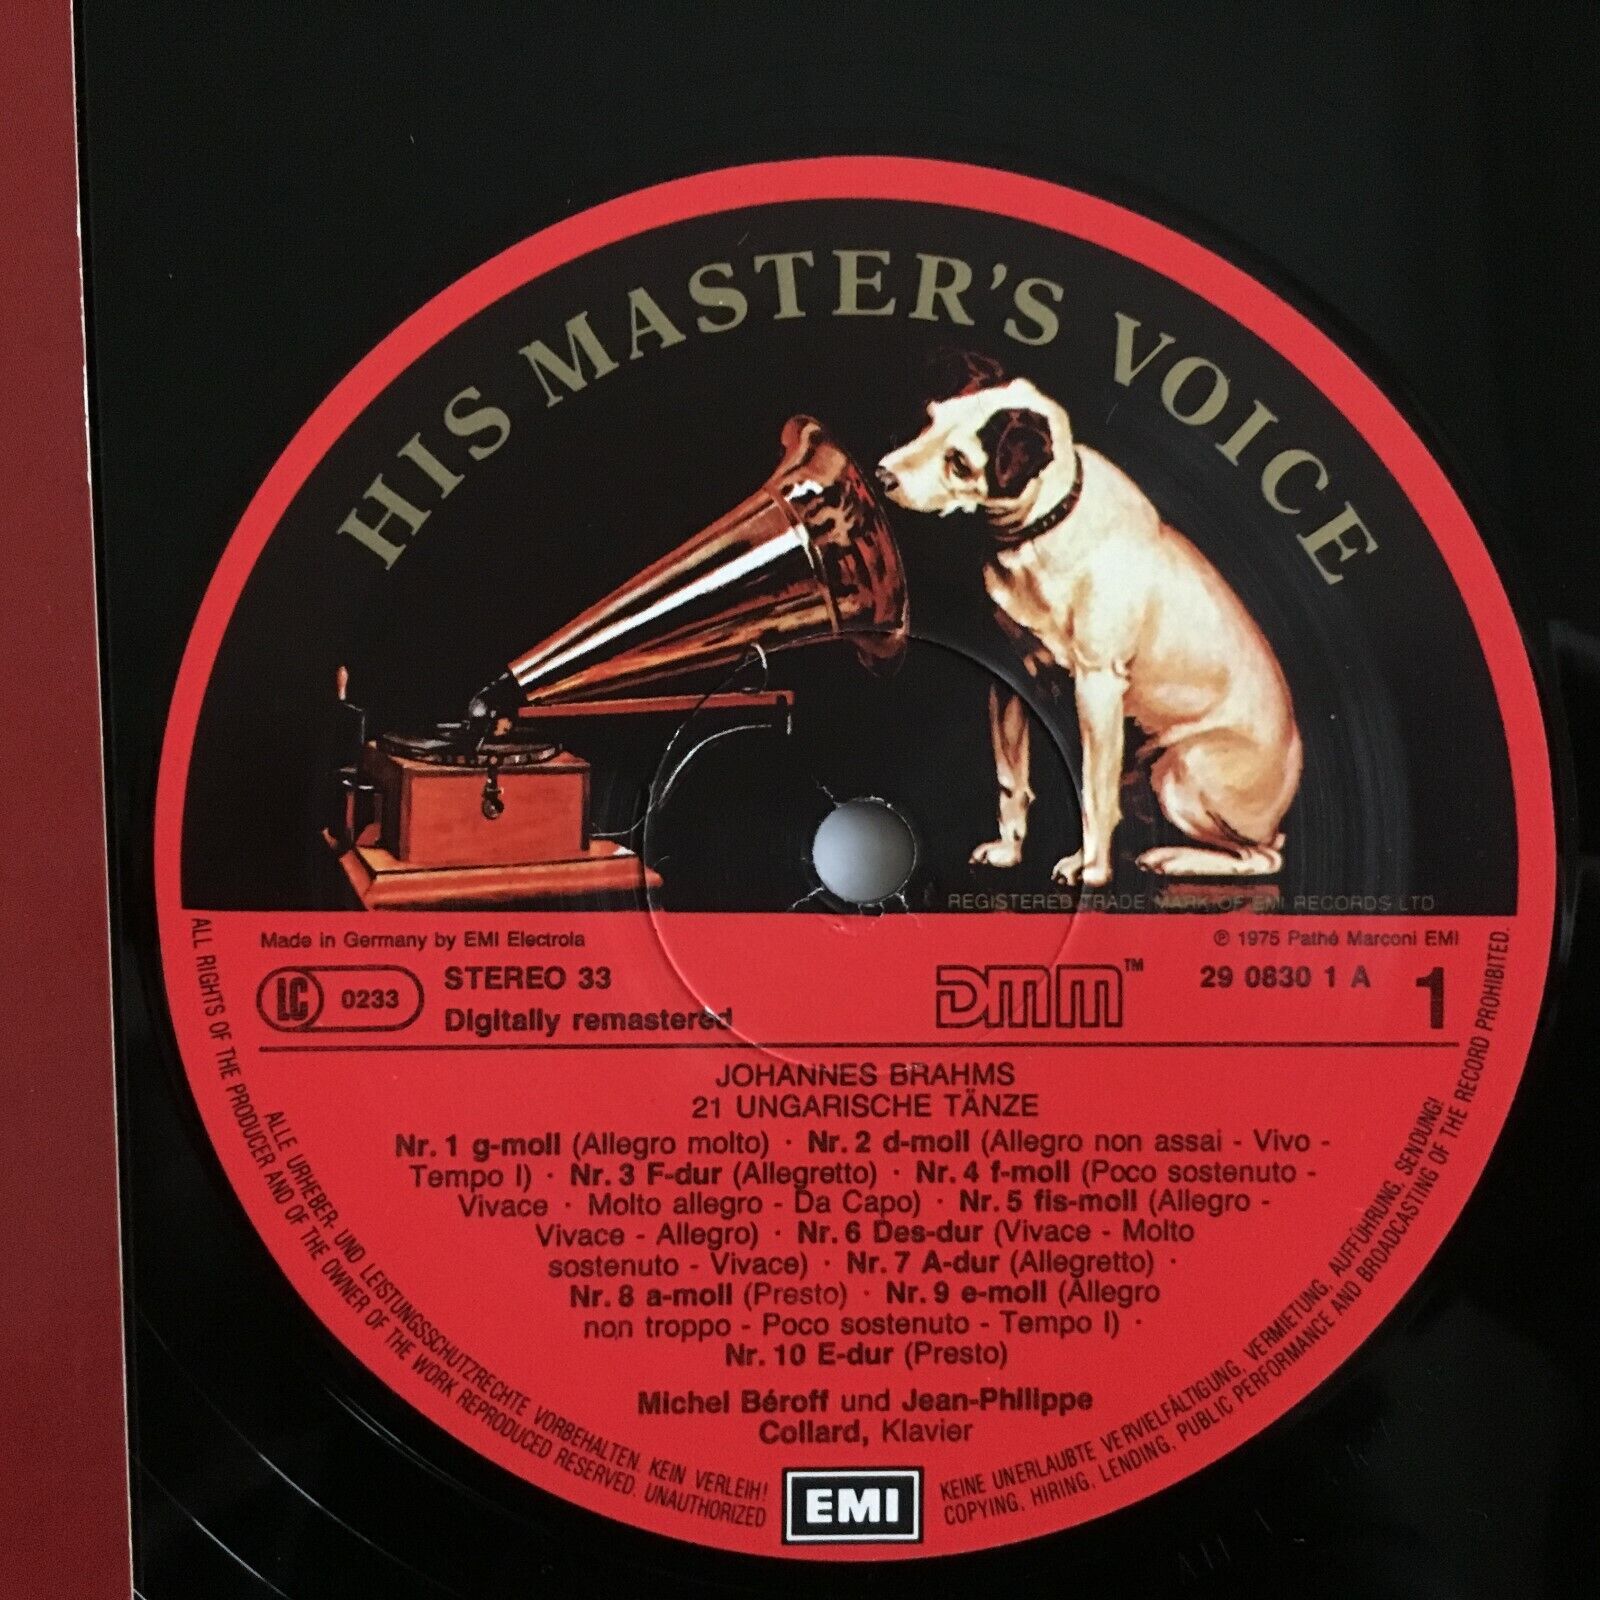 HIS MASTER'S VOICE
REGISTERED TRADE MARK OF EMI RECORDS LTD
Made in Germany by EMI Electrola
℗ 1975 Pathé Marconi EMI
LC 0233
STEREO 33
Digitally remastered
DMM™
29 0830 1 A
1
JOHANNES BRAHMS
21 UNGARISCHE TÄNZE
Nr. 1 g-moll (Allegro molto) · Nr. 2 d-moll (Allegro non assai - Vivo -
Tempo I) · Nr. 3 F-dur (Allegretto) · Nr. 4 f-moll (Poco sostenuto -
Vivace · Molto allegro - Da Capo) · Nr. 5 fis-moll (Allegro -
Vivace - Allegro) · Nr. 6 Des-dur (Vivace - Molto
sostenuto - Vivace) · Nr. 7 A-dur (Allegretto) ·
Nr. 8 a-moll (Presto) · Nr. 9 e-moll (Allegro
non troppo - Poco sostenuto - Tempo I) ·
Nr. 10 E-dur (Presto)
Michel Béroff und Jean-Philippe
Collard, Klavier
EMI
ALLE URHEBER- UND LEISTUNGSSCHUTZRECHTE VORBEHALTEN. KEIN VERLEIH! KEINE UNERLAUBTE VERVIELFÄLTIGUNG, VERMIETUNG, AUFFÜHRUNG, SENDUNG!
ALL RIGHTS OF THE PRODUCER AND OF THE OWNER OF THE WORK REPRODUCED RESERVED. UNAUTHORIZED COPYING, HIRING, LENDING, PUBLIC PERFORMANCE AND BROADCASTING OF THE RECORD PROHIBITED.